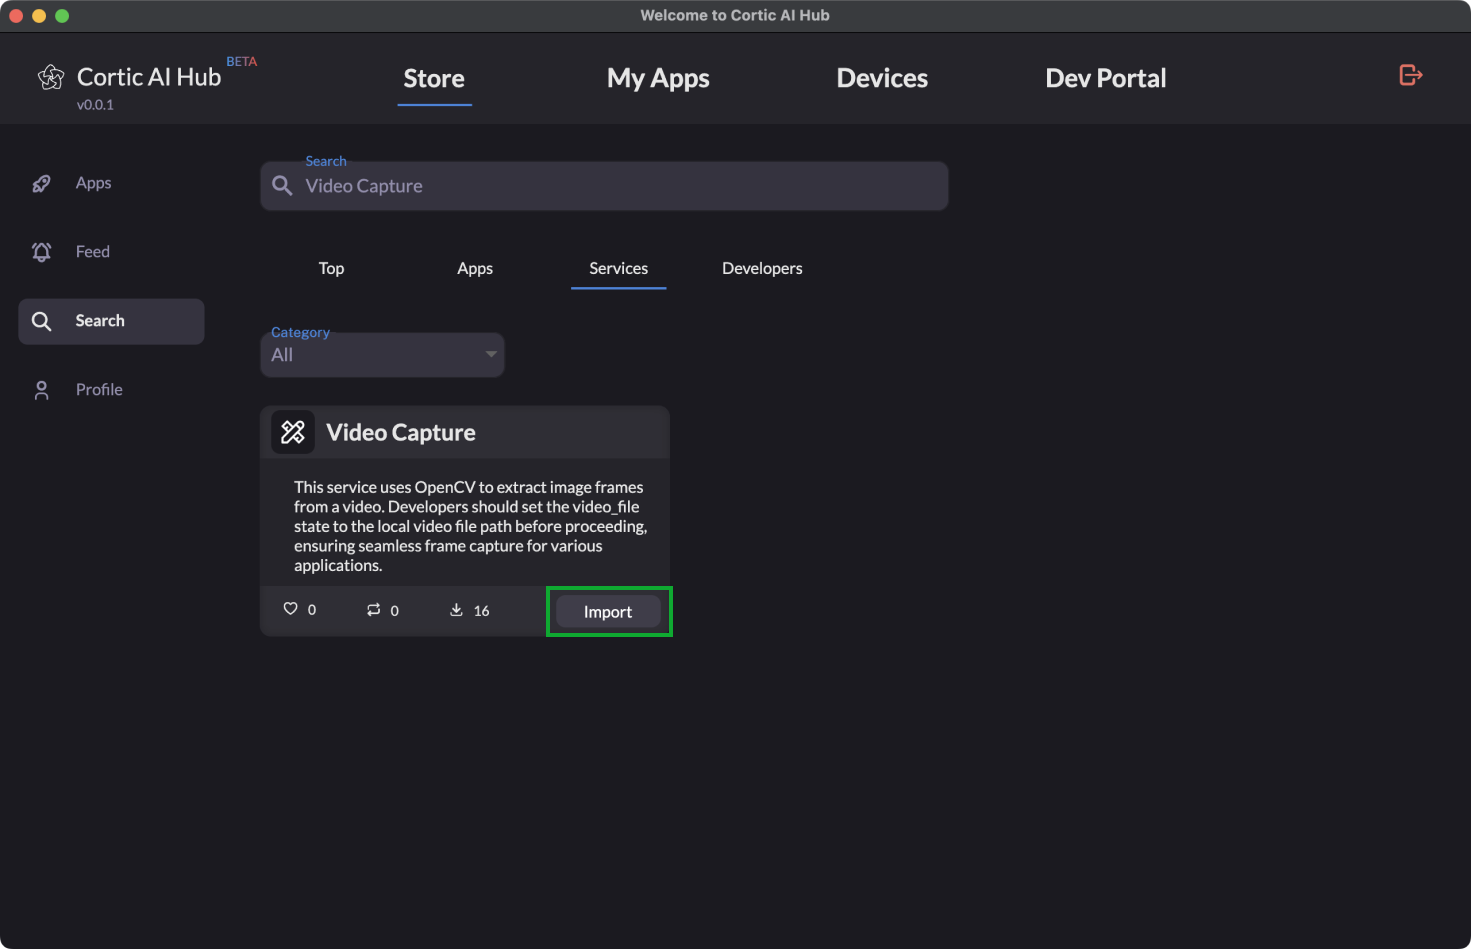 Welcome to Cortic AI Hub
Cortic AI Hub BETA
v0.0.1
Store
My Apps
Devices
Dev Portal
Apps
Feed
Search
Profile
Search
Video Capture
Top
Apps
Services
Developers
Category
All
Video Capture
This service uses OpenCV to extract image frames
from a video. Developers should set the video_file
state to the local video file path before proceeding,
ensuring seamless frame capture for various
applications.
0
0
16
Import